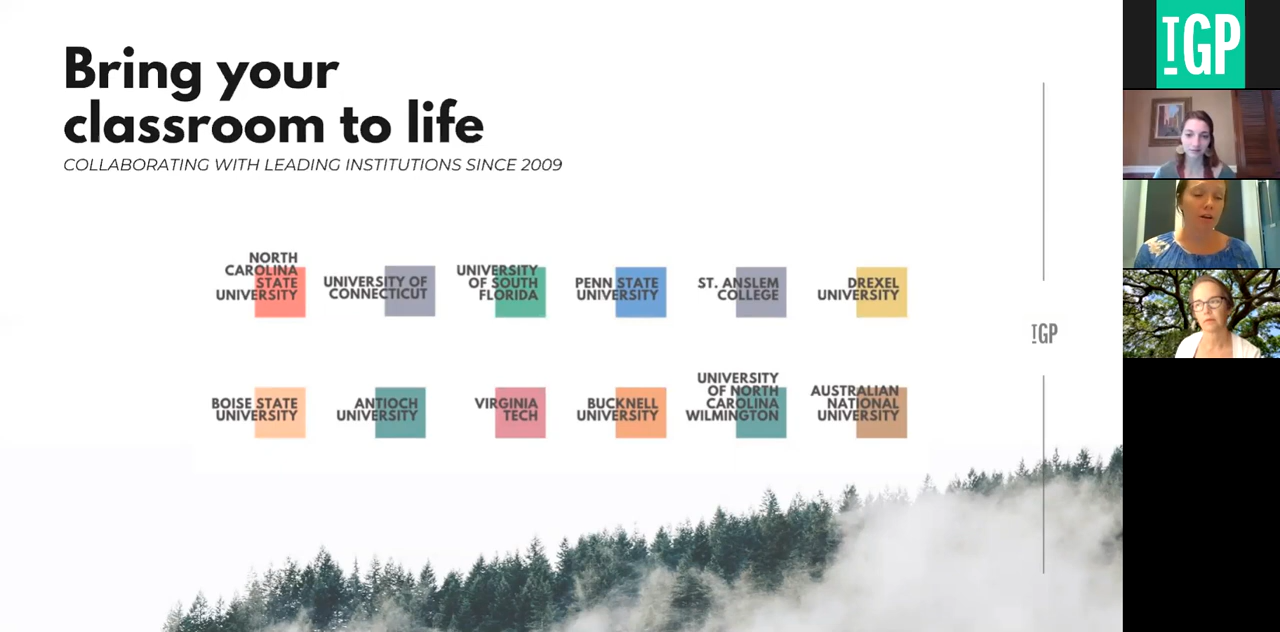 Bring your
classroom to life
COLLABORATING WITH LEADING INSTITUTIONS SINCE 2009
NORTH
CAROLINA
STATE
UNIVERSITY
UNIVERSITY OF
CONNECTICUT
UNIVERSITY
OF SOUTH
FLORIDA
PENN STATE
UNIVERSITY
ST. ANSLEM
COLLEGE
DREXEL
UNIVERSITY
BOISE STATE
UNIVERSITY
ANTIOCH
UNIVERSITY
VIRGINIA
TECH
BUCKNELL
UNIVERSITY
UNIVERSITY
OF NORTH
CAROLINA
WILMINGTON
AUSTRALIAN
NATIONAL
UNIVERSITY
TGP
TGP